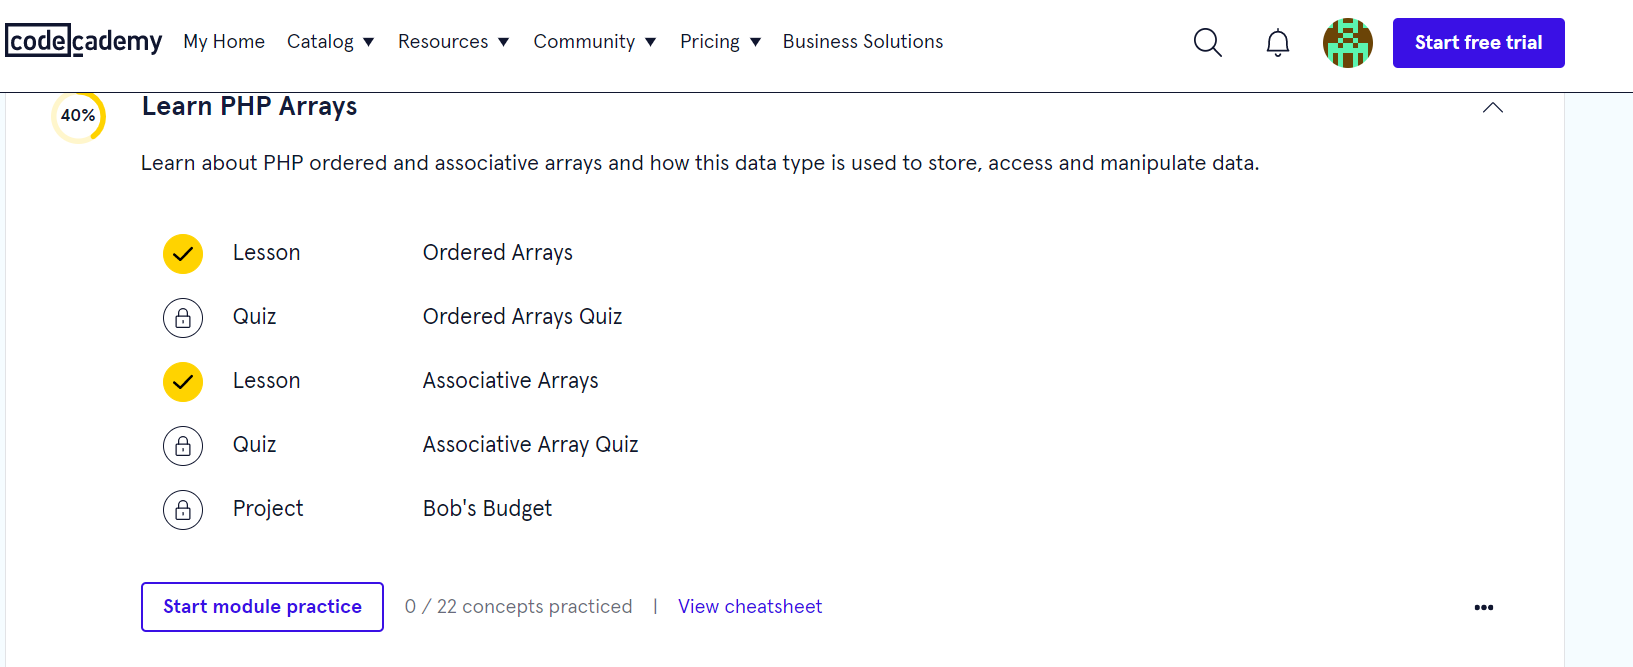 codecademy My Home Catalog ▼ Resources ▼ Community ▼ Pricing ▼ Business Solutions Start free trial
40% Learn PHP Arrays
Learn about PHP ordered and associative arrays and how this data type is used to store, access and manipulate data.
Lesson Ordered Arrays
Quiz Ordered Arrays Quiz
Lesson Associative Arrays
Quiz Associative Array Quiz
Project Bob's Budget
Start module practice 0 / 22 concepts practiced | View cheatsheet •••